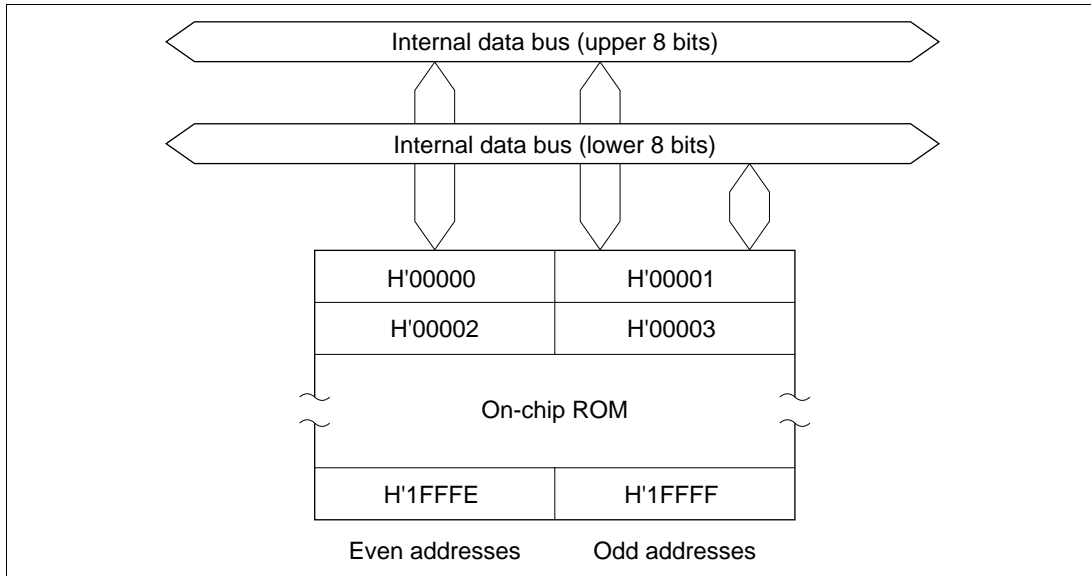 Internal data bus (upper 8 bits)
Internal data bus (lower 8 bits)
H'00000 H'00001
H'00002 H'00003
On-chip ROM
H'1FFFE H'1FFFF
Even addresses Odd addresses